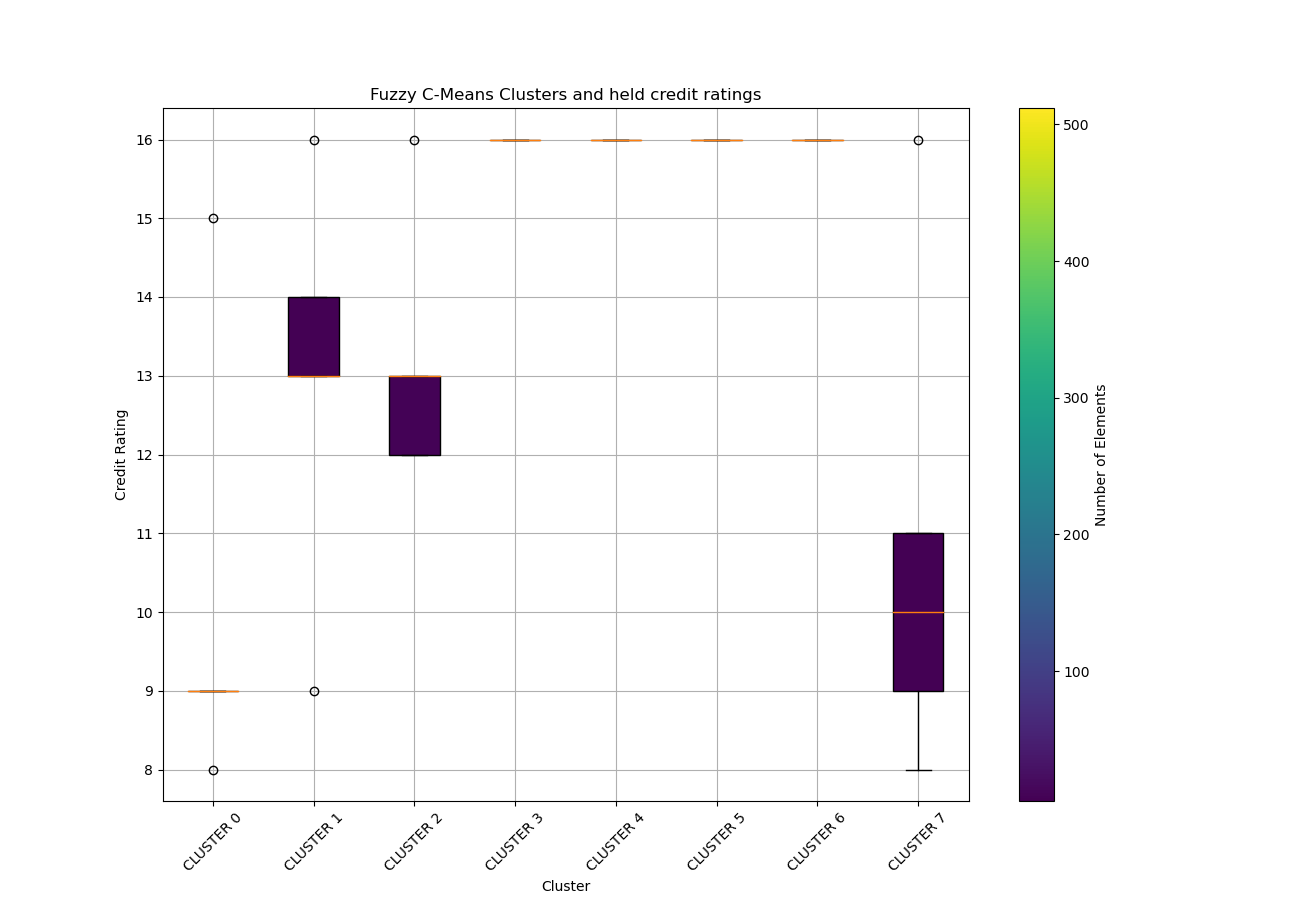 Fuzzy C-Means Clusters and held credit ratings
16
15
14
13
12
11
10
9
8
Credit Rating
CLUSTER 0
CLUSTER 1
CLUSTER 2
CLUSTER 3
CLUSTER 4
CLUSTER 5
CLUSTER 6
CLUSTER 7
Cluster
500
400
300
200
100
Number of Elements